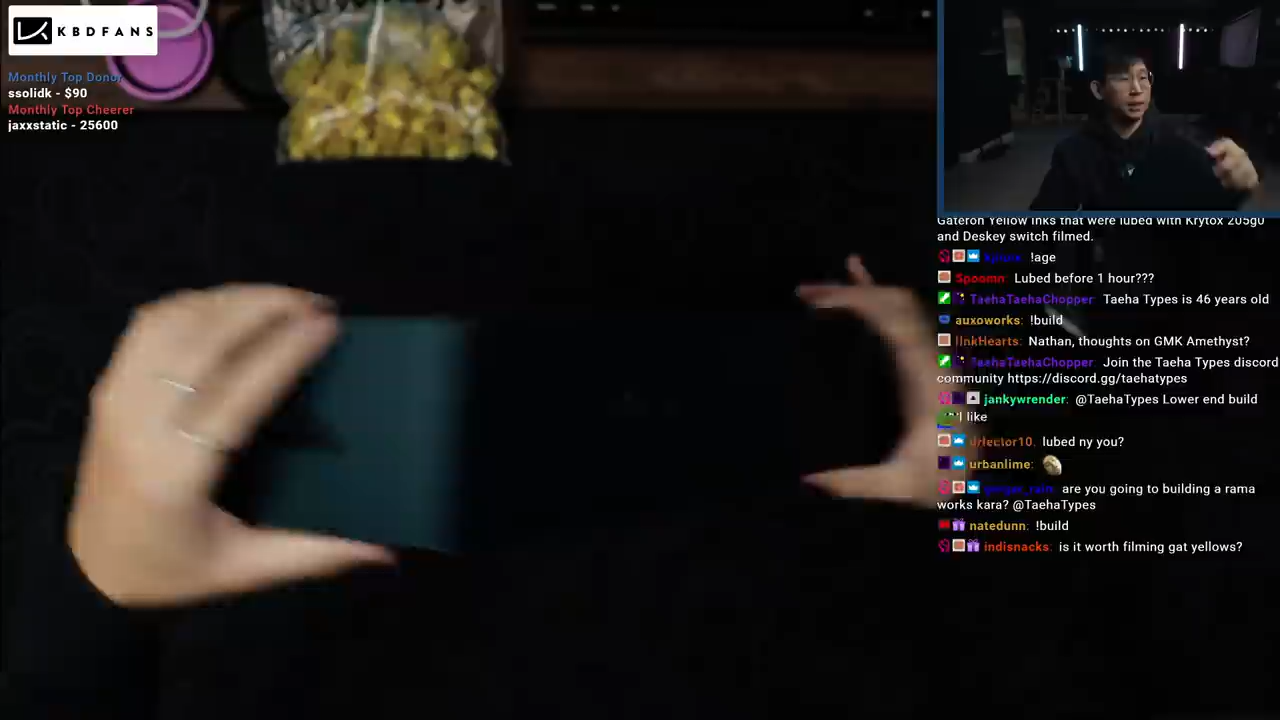 KBDFANS
Monthly Top Donor
ssolidk - $90
Monthly Top Cheerer
jaxxstatic - 25600
Gateron Yellow Inks that were lubed with Krytox 205g0
and Deskey switch filmed.
!age
Spoomn: Lubed before 1 hour???
TaehaTaehaChopper: Taeha Types is 46 years old
auxoworks: !build
lInkHearts: Nathan, thoughts on GMK Amethyst?
TaehaTaehaChopper: Join the Taeha Types discord
community https://discord.gg/taehatypes
jankywrender: @TaehaTypes Lower end build
I like
drlector10: lubed ny you?
urbanlime:
are you going to building a rama
works kara? @TaehaTypes
natedunn: !build
indisnacks: is it worth filming gat yellows?